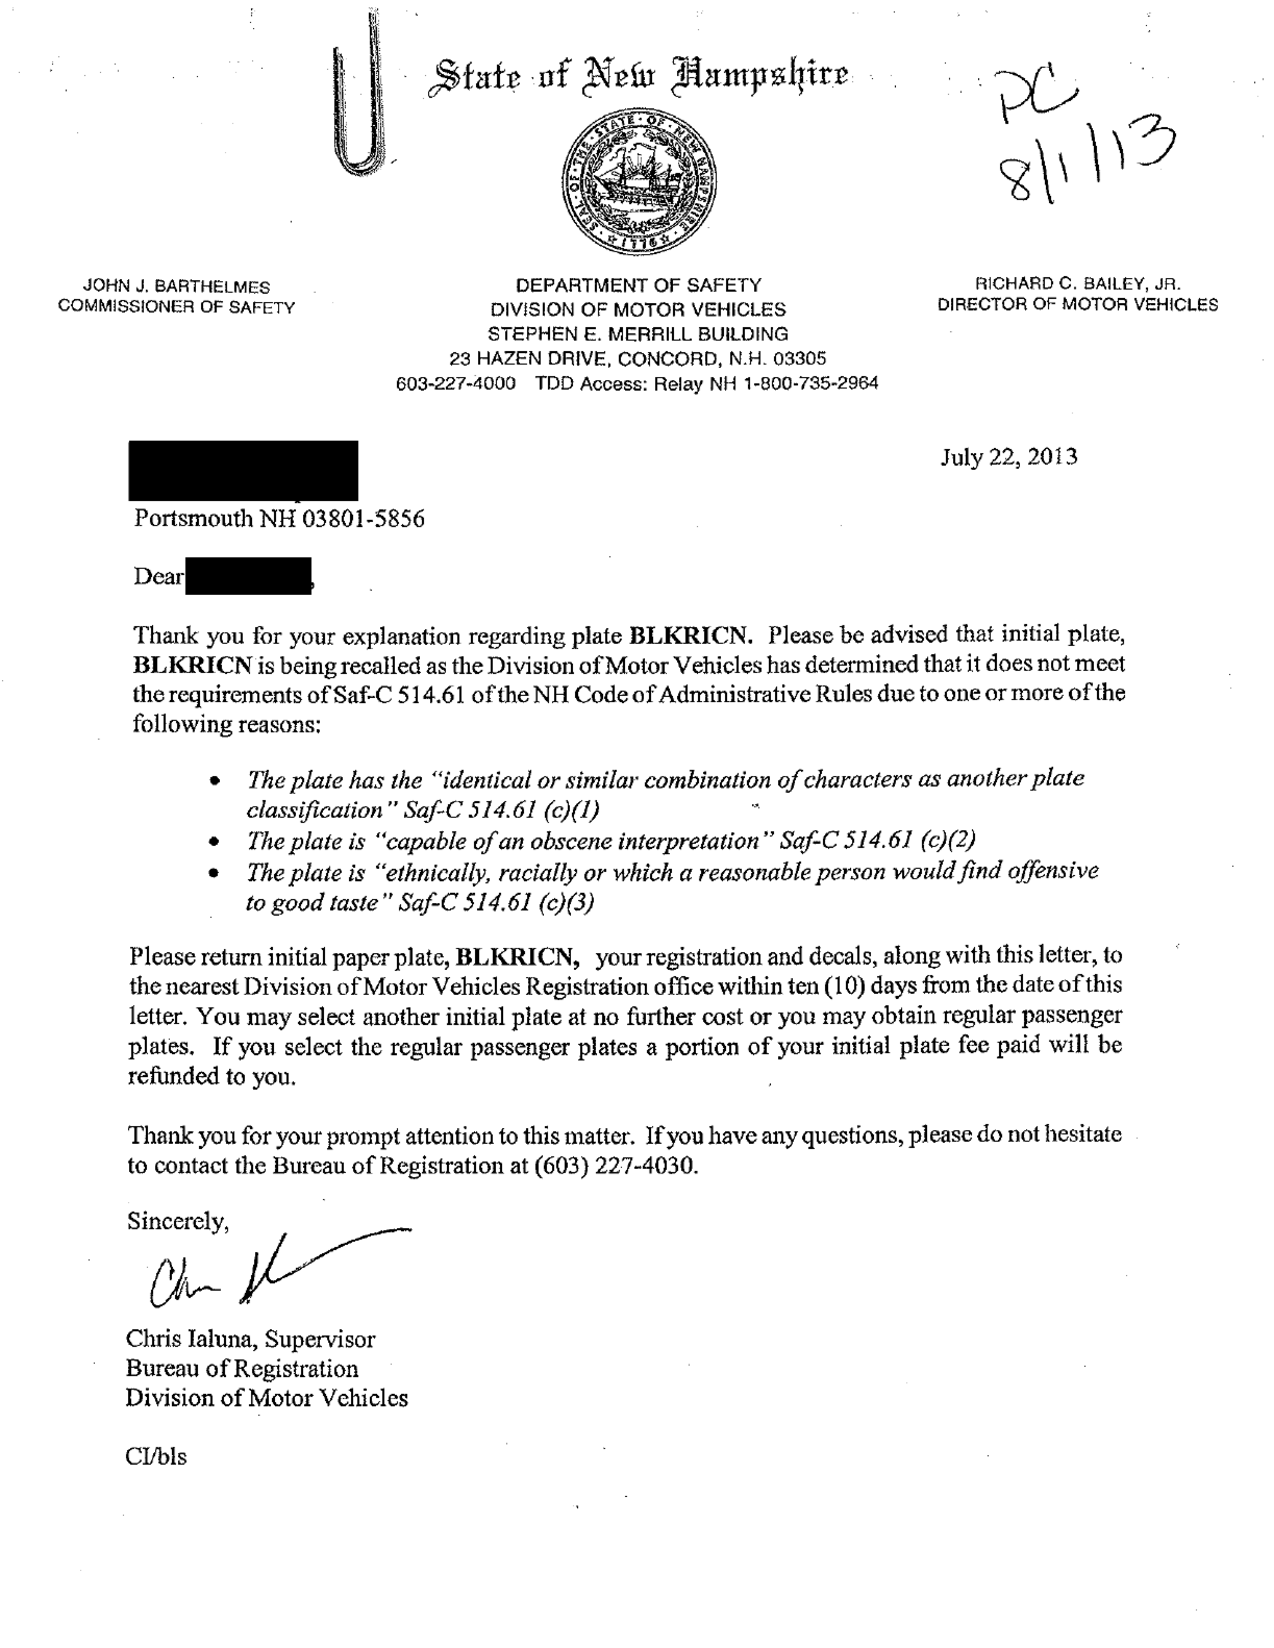 State of New Hampshire
PC
8/1/13
SEAL · OF · THE · STATE · OF · NEW HAMPSHIRE
1776
JOHN J. BARTHELMES
COMMISSIONER OF SAFETY
DEPARTMENT OF SAFETY
DIVISION OF MOTOR VEHICLES
STEPHEN E. MERRILL BUILDING
23 HAZEN DRIVE, CONCORD, N.H. 03305
603-227-4000 TDD Access: Relay NH 1-800-735-2964
RICHARD C. BAILEY, JR.
DIRECTOR OF MOTOR VEHICLES
July 22, 2013
Portsmouth NH 03801-5856
Dear ,
Thank you for your explanation regarding plate BLKRICN. Please be advised that initial plate,
BLKRICN is being recalled as the Division of Motor Vehicles has determined that it does not meet
the requirements of Saf-C 514.61 of the NH Code of Administrative Rules due to one or more of the
following reasons:
• The plate has the "identical or similar combination of characters as another plate
classification" Saf-C 514.61 (c)(1)
• The plate is "capable of an obscene interpretation" Saf-C 514.61 (c)(2)
• The plate is "ethnically, racially or which a reasonable person would find offensive
to good taste" Saf-C 514.61 (c)(3)
Please return initial paper plate, BLKRICN, your registration and decals, along with this letter, to
the nearest Division of Motor Vehicles Registration office within ten (10) days from the date of this
letter. You may select another initial plate at no further cost or you may obtain regular passenger
plates. If you select the regular passenger plates a portion of your initial plate fee paid will be
refunded to you.
Thank you for your prompt attention to this matter. If you have any questions, please do not hesitate
to contact the Bureau of Registration at (603) 227-4030.
Sincerely,
Chris Ialuna, Supervisor
Bureau of Registration
Division of Motor Vehicles
CI/bls